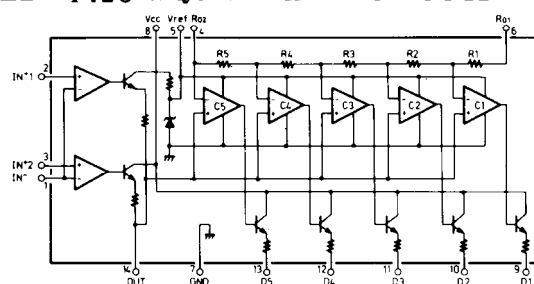 Vcc Vref RO2 RO1
8 5 4 6
R5 R4 R3 R2 R1
2
IN+1
C5 C4 C3 C2 C1
3
IN+2
IN-
1
14 7 13 12 11 10 9
OUT GND D5 D4 D3 D2 D1